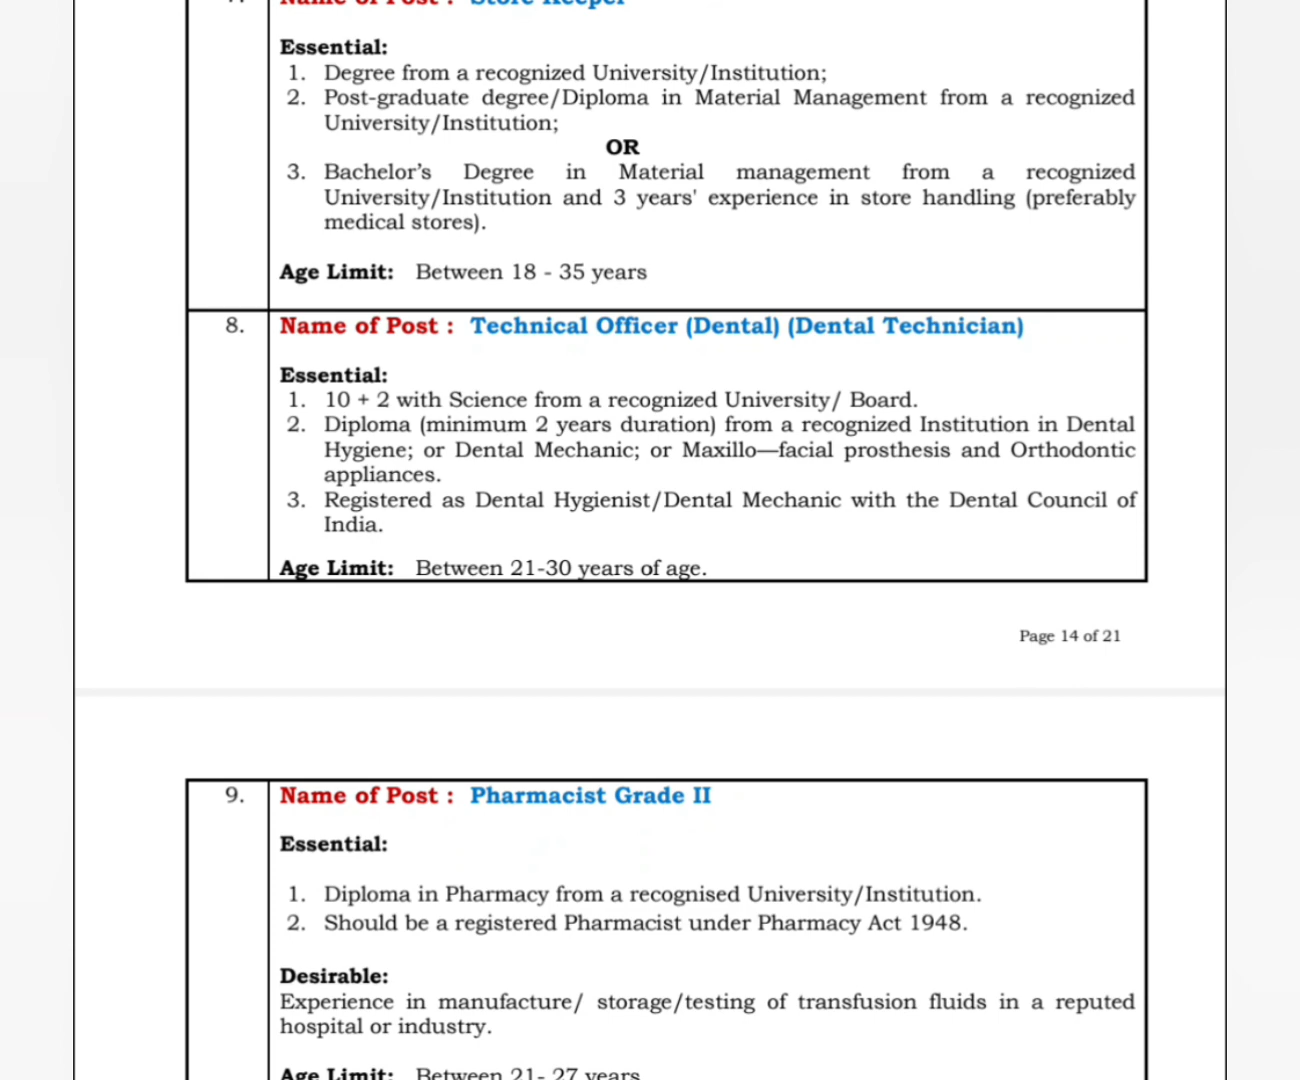 Name of Post : Store Keeper
Essential:
1. Degree from a recognized University/Institution;
2. Post-graduate degree/Diploma in Material Management from a recognized
University/Institution;
OR
3. Bachelor's Degree in Material management from a recognized
University/Institution and 3 years' experience in store handling (preferably
medical stores).
Age Limit: Between 18 - 35 years
8. Name of Post : Technical Officer (Dental) (Dental Technician)
Essential:
1. 10 + 2 with Science from a recognized University/ Board.
2. Diploma (minimum 2 years duration) from a recognized Institution in Dental
Hygiene; or Dental Mechanic; or Maxillo—facial prosthesis and Orthodontic
appliances.
3. Registered as Dental Hygienist/Dental Mechanic with the Dental Council of
India.
Age Limit: Between 21-30 years of age.
Page 14 of 21
9. Name of Post : Pharmacist Grade II
Essential:
1. Diploma in Pharmacy from a recognised University/Institution.
2. Should be a registered Pharmacist under Pharmacy Act 1948.
Desirable:
Experience in manufacture/ storage/testing of transfusion fluids in a reputed
hospital or industry.
Age Limit: Between 21- 27 years